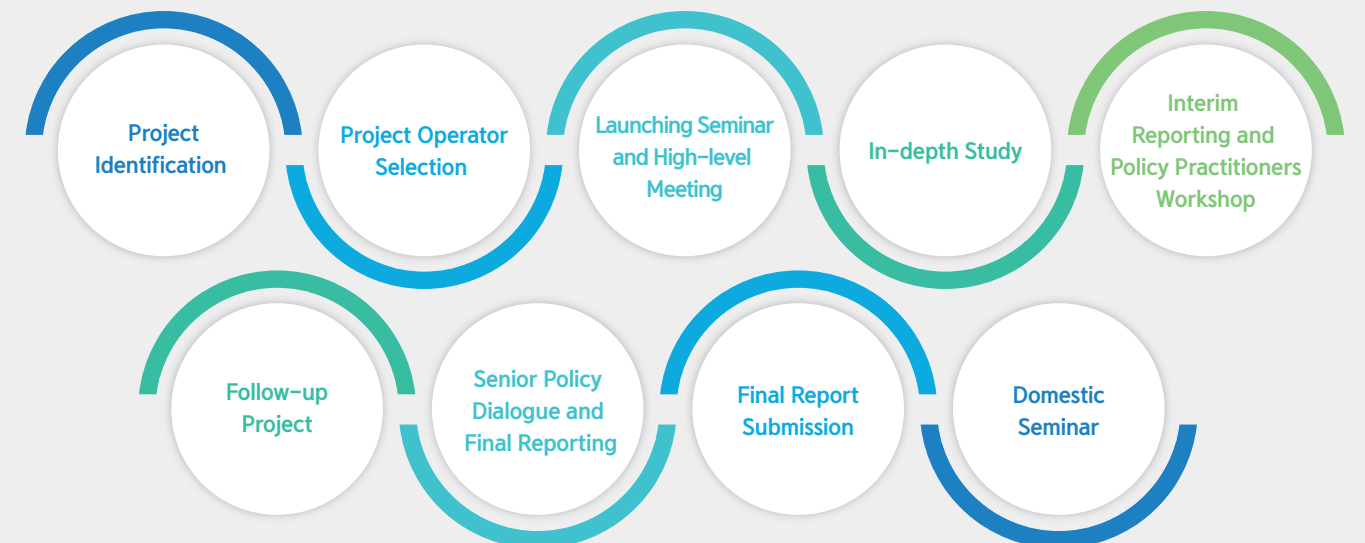 Project
Identification
Project Operator
Selection
Launching Seminar
and High-level
Meeting
In-depth Study
Interim
Reporting and
Policy Practitioners
Workshop
Follow-up
Project
Senior Policy
Dialogue and
Final Reporting
Final Report
Submission
Domestic
Seminar